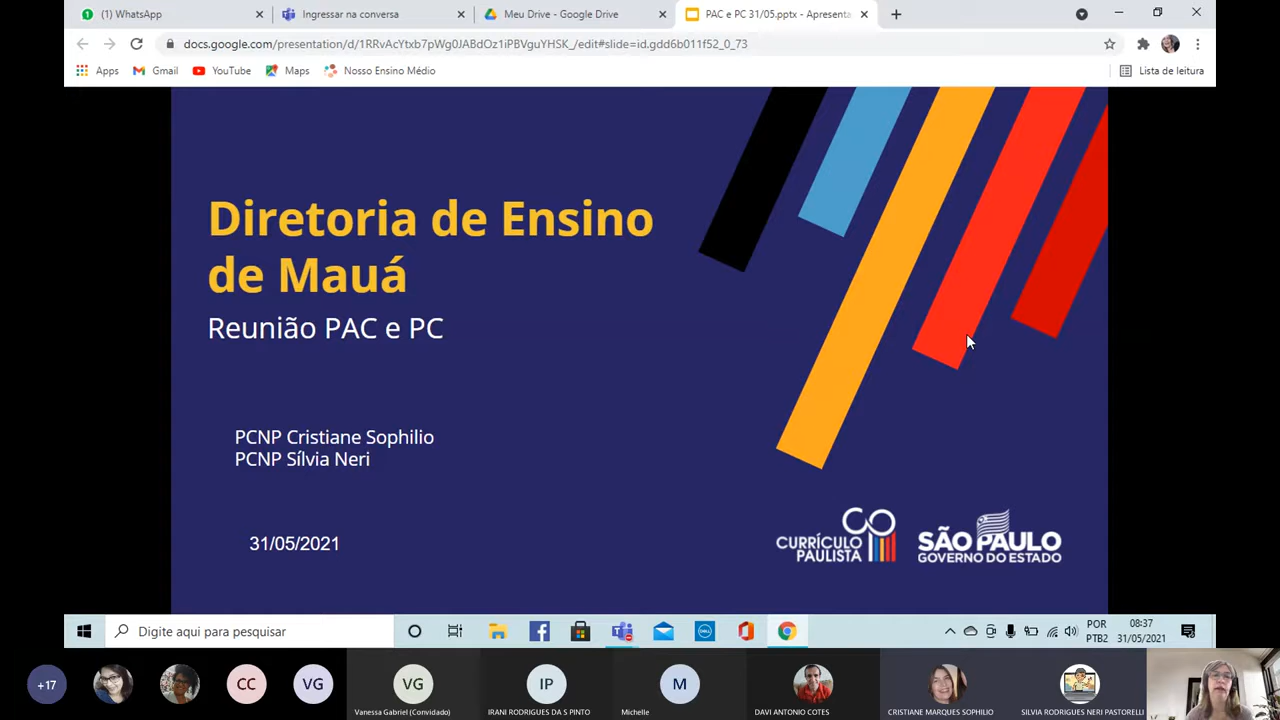 (1) WhatsApp
Ingressar na conversa
Meu Drive - Google Drive
PAC e PC 31/05.pptx - Apresenta
docs.google.com/presentation/d/1RRvAcYtxb7pWg0JABdOz1iPBVguYHSK_/edit#slide=id.gdd6b011f52_0_73
Apps
Gmail
YouTube
Maps
Nosso Ensino Médio
Lista de leitura
Diretoria de Ensino
de Mauá
Reunião PAC e PC
PCNP Cristiane Sophilio
PCNP Sílvia Neri
31/05/2021
CURRÍCULO
PAULISTA
SÃO PAULO
GOVERNO DO ESTADO
Digite aqui para pesquisar
POR
PTB2
08:37
31/05/2021
+17
CC
VG
VG
Vanessa Gabriel (Convidado)
IP
IRANI RODRIGUES DA S PINTO
M
Michelle
DAVI ANTONIO COTES
CRISTIANE MARQUES SOPHILIO
SILVIA RODRIGUES NERI PASTORELLI